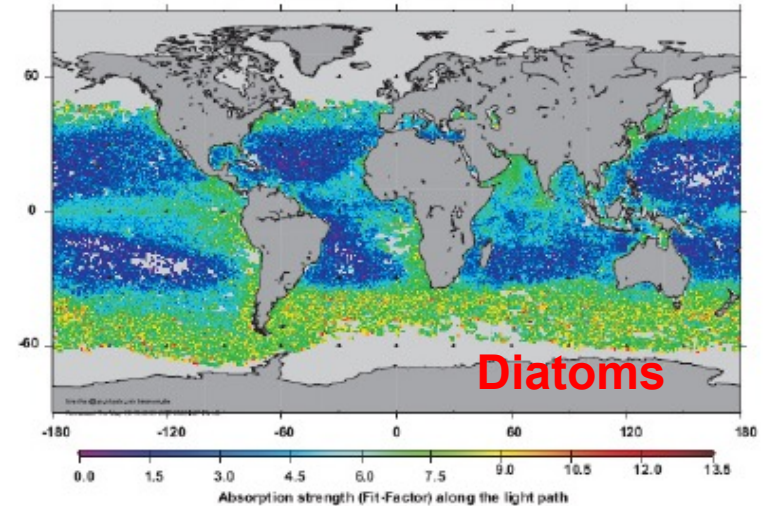 60
0
-60
Diatoms
-180 -120 -60 0 60 120 180
0.0 1.5 3.0 4.5 6.0 7.5 9.0 10.5 12.0 13.5
Absorption strength (Fit-Factor) along the light path